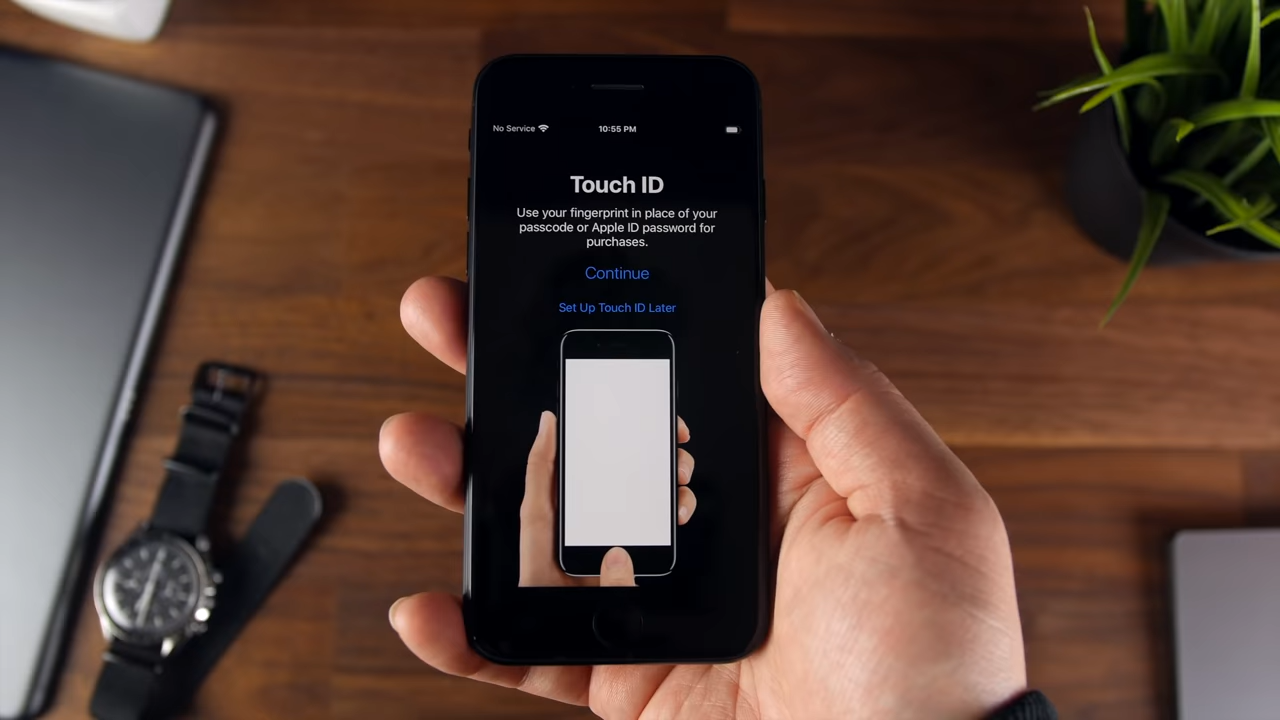 No Service 10:55 PM
Touch ID
Use your fingerprint in place of your
passcode or Apple ID password for
purchases.
Continue
Set Up Touch ID Later